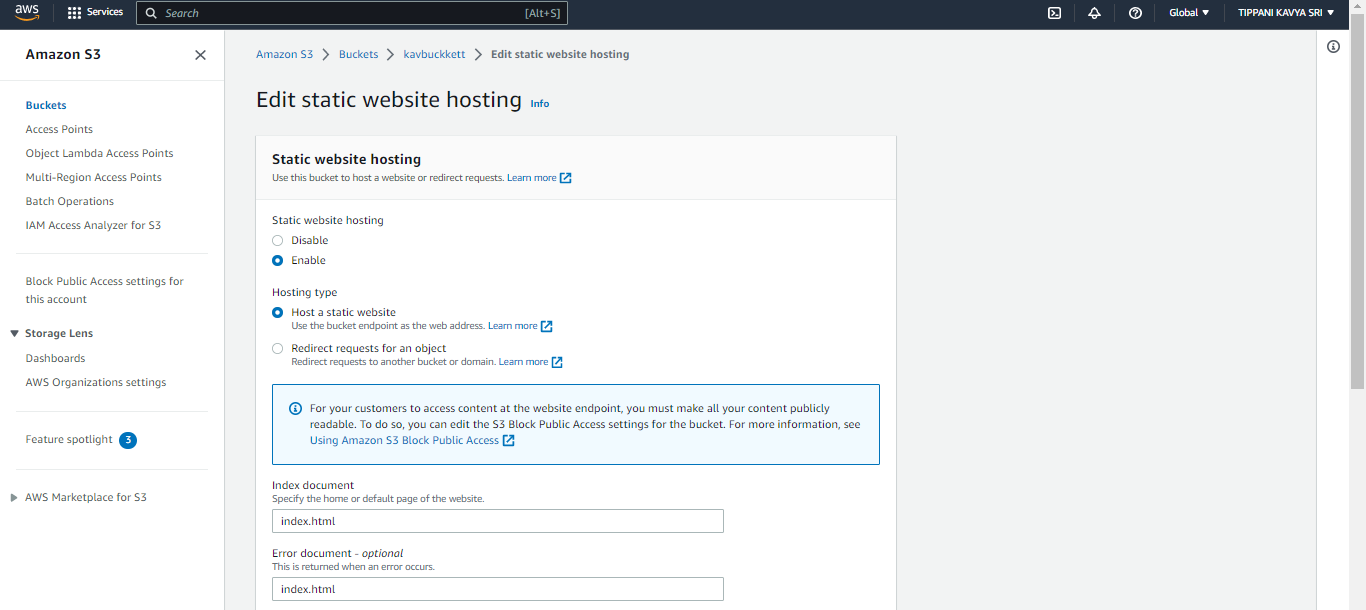 aws
Services
Search
[Alt+S]
Global
TIPPANI KAVYA SRI
Amazon S3
Buckets
Access Points
Object Lambda Access Points
Multi-Region Access Points
Batch Operations
IAM Access Analyzer for S3
Block Public Access settings for
this account
Storage Lens
Dashboards
AWS Organizations settings
Feature spotlight 3
AWS Marketplace for S3
Amazon S3 > Buckets > kavbuckkett > Edit static website hosting
Edit static website hosting Info
Static website hosting
Use this bucket to host a website or redirect requests. Learn more
Static website hosting
Disable
Enable
Hosting type
Host a static website
Use the bucket endpoint as the web address. Learn more
Redirect requests for an object
Redirect requests to another bucket or domain. Learn more
For your customers to access content at the website endpoint, you must make all your content publicly
readable. To do so, you can edit the S3 Block Public Access settings for the bucket. For more information, see
Using Amazon S3 Block Public Access
Index document
Specify the home or default page of the website.
index.html
Error document - optional
This is returned when an error occurs.
index.html